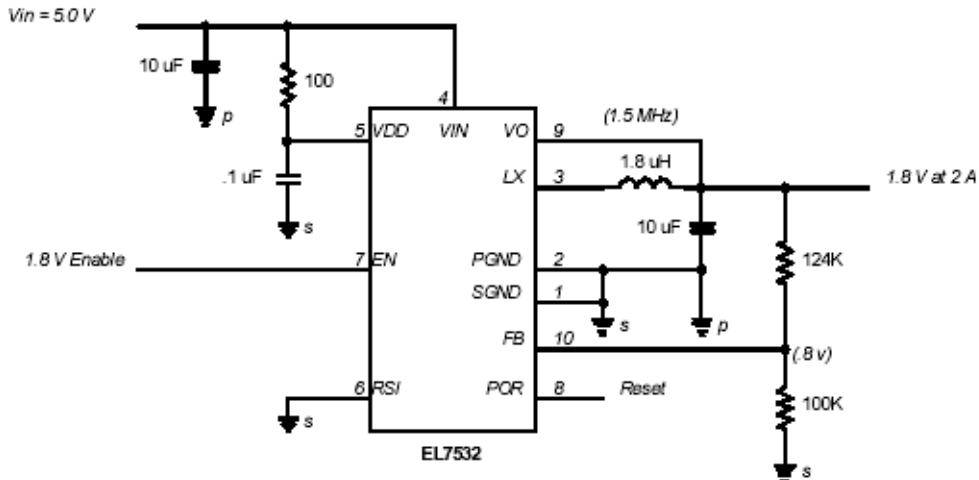 Vin = 5.0 V
10 uF
100
p
4
5 VDD VIN VO 9 (1.5 MHz)
.1 uF
LX 3 1.8 uH 1.8 V at 2 A
s
10 uF
1.8 V Enable 7 EN PGND 2 124K
SGND 1
s
p
FB 10 (.8 v)
6 RSI POR 8 Reset 100K
s
EL7532
s